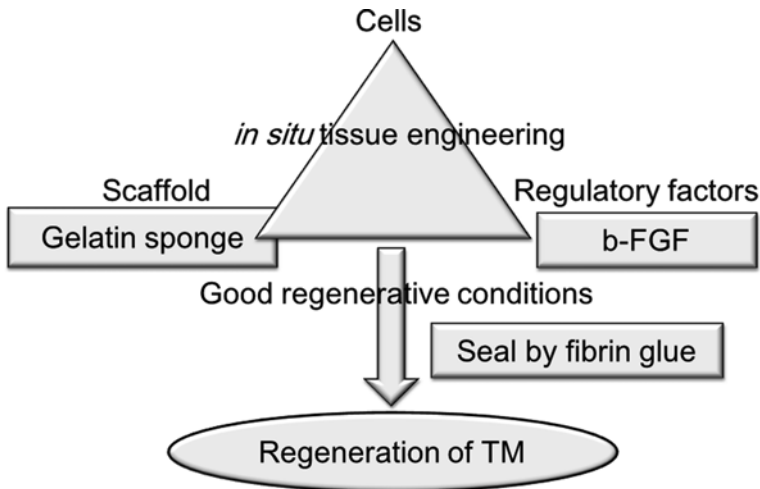 Cells
in situ tissue engineering
Scaffold
Regulatory factors
Gelatin sponge
b-FGF
Good regenerative conditions
Seal by fibrin glue
Regeneration of TM